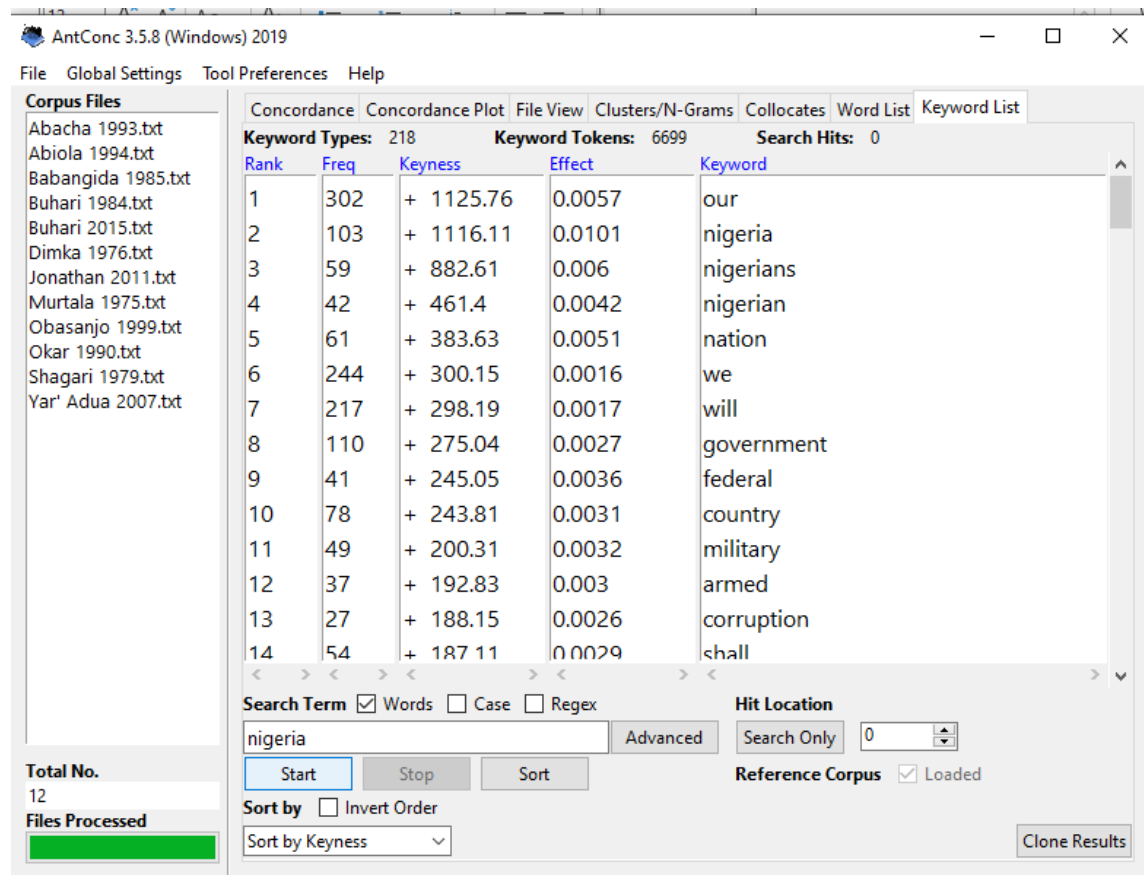 AntConc 3.5.8 (Windows) 2019
File Global Settings Tool Preferences Help
Corpus Files
Abacha 1993.txt
Abiola 1994.txt
Babangida 1985.txt
Buhari 1984.txt
Buhari 2015.txt
Dimka 1976.txt
Jonathan 2011.txt
Murtala 1975.txt
Obasanjo 1999.txt
Okar 1990.txt
Shagari 1979.txt
Yar' Adua 2007.txt
Total No.
12
Files Processed
Concordance Concordance Plot File View Clusters/N-Grams Collocates Word List Keyword List
Keyword Types: 218 Keyword Tokens: 6699 Search Hits: 0
Rank Freq Keyness Effect Keyword
1 302 + 1125.76 0.0057 our
2 103 + 1116.11 0.0101 nigeria
3 59 + 882.61 0.006 nigerians
4 42 + 461.4 0.0042 nigerian
5 61 + 383.63 0.0051 nation
6 244 + 300.15 0.0016 we
7 217 + 298.19 0.0017 will
8 110 + 275.04 0.0027 government
9 41 + 245.05 0.0036 federal
10 78 + 243.81 0.0031 country
11 49 + 200.31 0.0032 military
12 37 + 192.83 0.003 armed
13 27 + 188.15 0.0026 corruption
14 54 + 187.11 0.0029 shall
Search Term Words Case Regex Hit Location
nigeria Advanced Search Only 0
Start Stop Sort Reference Corpus Loaded
Sort by Invert Order
Sort by Keyness Clone Results